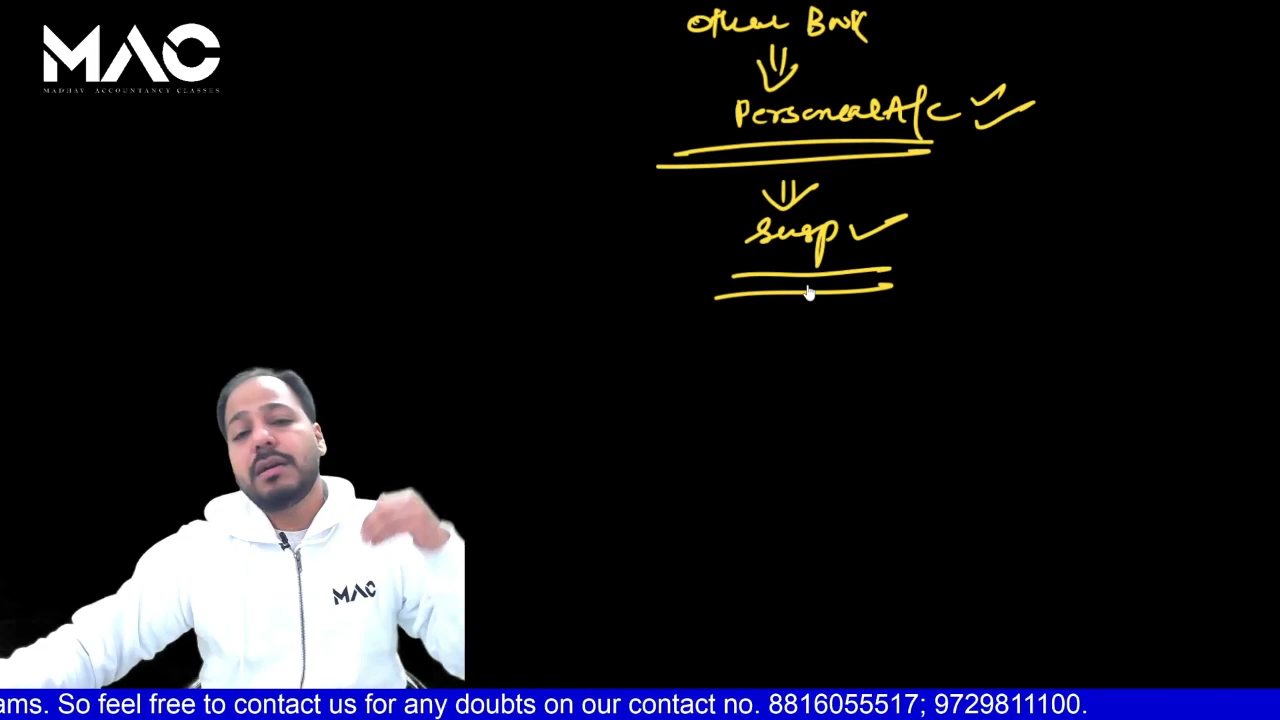 MAC
MADHAV ACCOUNTANCY CLASSES
Other Book
Personal A/c
Susp
MAC
ams. So feel free to contact us for any doubts on our contact no. 8816055517; 9729811100.